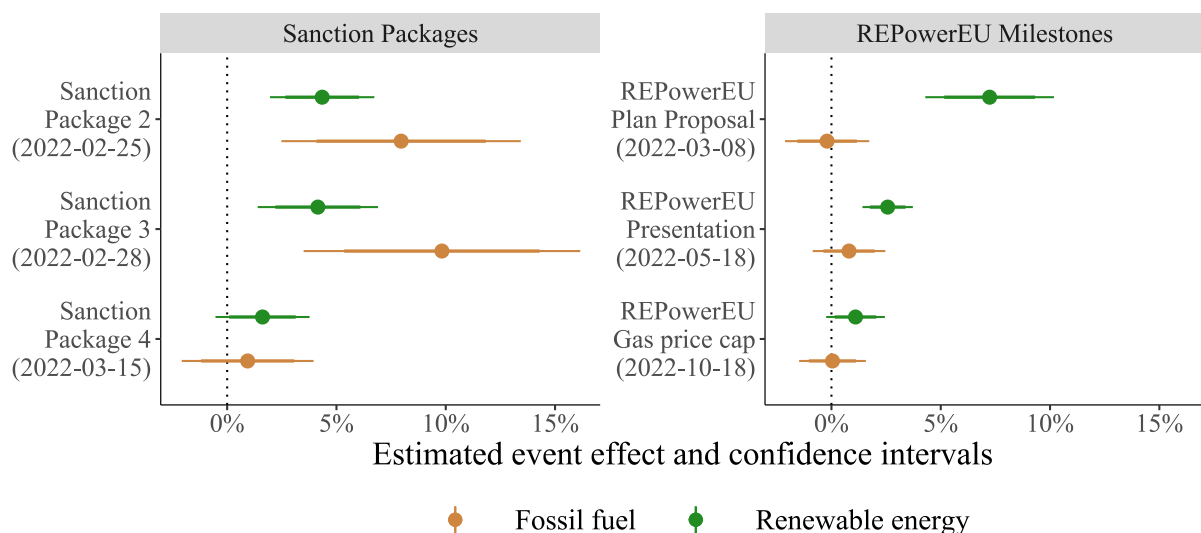 Sanction Packages
Sanction
Package 2
(2022-02-25)
Sanction
Package 3
(2022-02-28)
Sanction
Package 4
(2022-03-15)
0% 5% 10% 15%
REPowerEU Milestones
REPowerEU
Plan Proposal
(2022-03-08)
REPowerEU
Presentation
(2022-05-18)
REPowerEU
Gas price cap
(2022-10-18)
0% 5% 10% 15%
Estimated event effect and confidence intervals
Fossil fuel Renewable energy